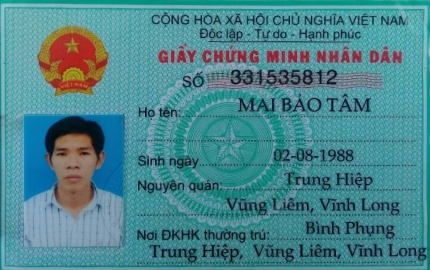 CỘNG HÒA XÃ HỘI CHỦ NGHĨA VIỆT NAM
Độc lập - Tự do - Hạnh phúc
GIẤY CHỨNG MINH NHÂN DÂN
SỐ 331535812
Họ tên: MAI BẢO TÂM
Sinh ngày 02-08-1988
Nguyên quán: Trung Hiệp
Vũng Liêm, Vĩnh Long
Nơi ĐKHK thường trú: Bình Phụng
Trung Hiệp, Vũng Liêm, Vĩnh Long
VIỆT NAM